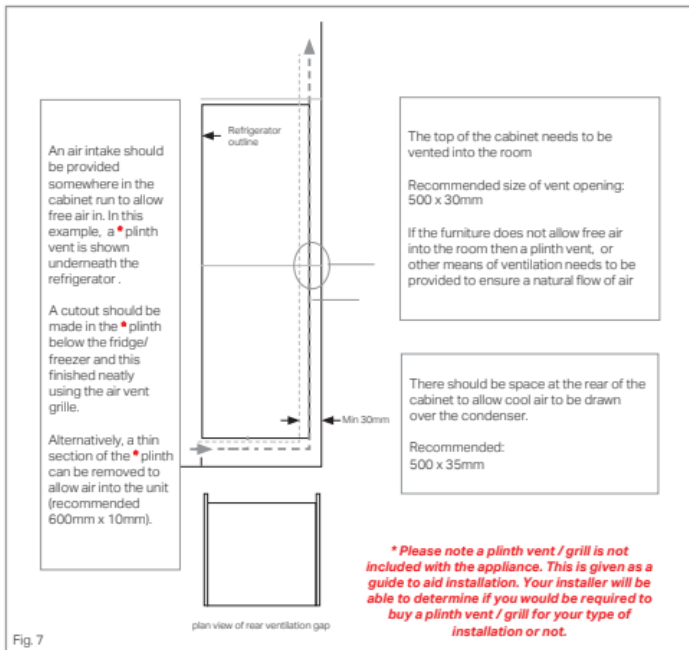 An air intake should
be provided
somewhere in the
cabinet run to allow
free air in. In this
example, a * plinth
vent is shown
underneath the
refrigerator .
A cutout should be
made in the * plinth
below the fridge/
freezer and this
finished neatly
using the air vent
grille.
Alternatively, a thin
section of the * plinth
can be removed to
allow air into the unit
(recommended
600mm x 10mm).
Refrigerator
outline
Min 30mm
plan view of rear ventilation gap
The top of the cabinet needs to be
vented into the room
Recommended size of vent opening:
500 x 30mm
If the furniture does not allow free air
into the room then a plinth vent, or
other means of ventilation needs to be
provided to ensure a natural flow of air
There should be space at the rear of the
cabinet to allow cool air to be drawn
over the condenser.
Recommended:
500 x 35mm
* Please note a plinth vent / grill is not
included with the appliance. This is given as a
guide to aid installation. Your installer will be
able to determine if you would be required to
buy a plinth vent / grill for your type of
installation or not.
Fig. 7